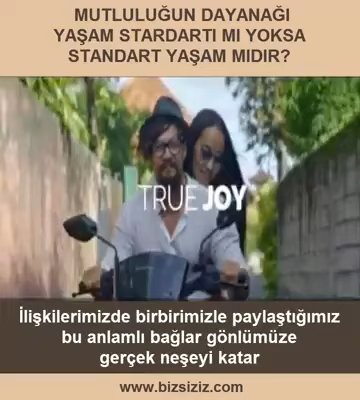 MUTLULUĞUN DAYANAĞI
YAŞAM STARDARTI MI YOKSA
STANDART YAŞAM MIDIR?
TRUE JOY
İlişkilerimizde birbirimizle paylaştığımız
bu anlamlı bağlar gönlümüze
gerçek neşeyi katar
www.bizsiziz.com